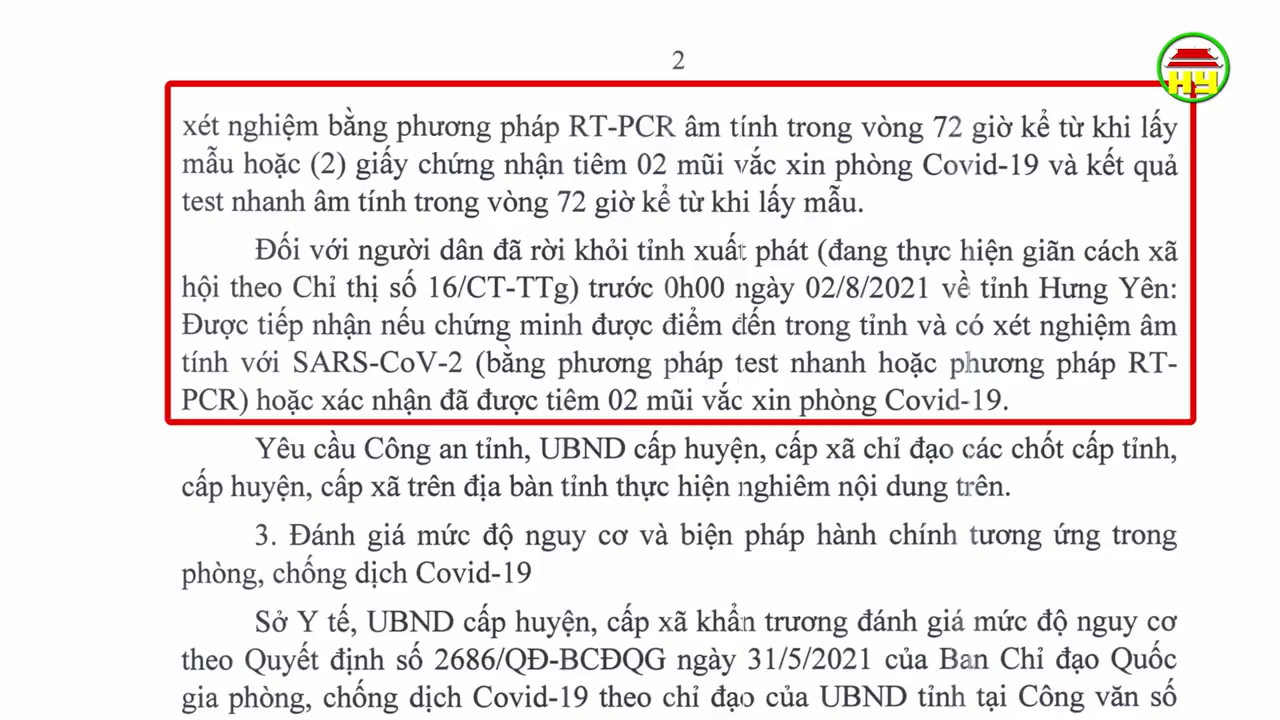 2
HY
xét nghiệm bằng phương pháp RT-PCR âm tính trong vòng 72 giờ kể từ khi lấy
mẫu hoặc (2) giấy chứng nhận tiêm 02 mũi vắc xin phòng Covid-19 và kết quả
test nhanh âm tính trong vòng 72 giờ kể từ khi lấy mẫu.
Đối với người dân đã rời khỏi tỉnh xuất phát (đang thực hiện giãn cách xã
hội theo Chỉ thị số 16/CT-TTg) trước 0h00 ngày 02/8/2021 về tỉnh Hưng Yên:
Được tiếp nhận nếu chứng minh được điểm đến trong tỉnh và có xét nghiệm âm
tính với SARS-CoV-2 (bằng phương pháp test nhanh hoặc phương pháp RT-
PCR) hoặc xác nhận đã được tiêm 02 mũi vắc xin phòng Covid-19.
Yêu cầu Công an tỉnh, UBND cấp huyện, cấp xã chỉ đạo các chốt cấp tỉnh,
cấp huyện, cấp xã trên địa bàn tỉnh thực hiện nghiêm nội dung trên.
3. Đánh giá mức độ nguy cơ và biện pháp hành chính tương ứng trong
phòng, chống dịch Covid-19
Sở Y tế, UBND cấp huyện, cấp xã khẩn trương đánh giá mức độ nguy cơ
theo Quyết định số 2686/QĐ-BCĐQG ngày 31/5/2021 của Ban Chỉ đạo Quốc
gia phòng, chống dịch Covid-19 theo chỉ đạo của UBND tỉnh tại Công văn số